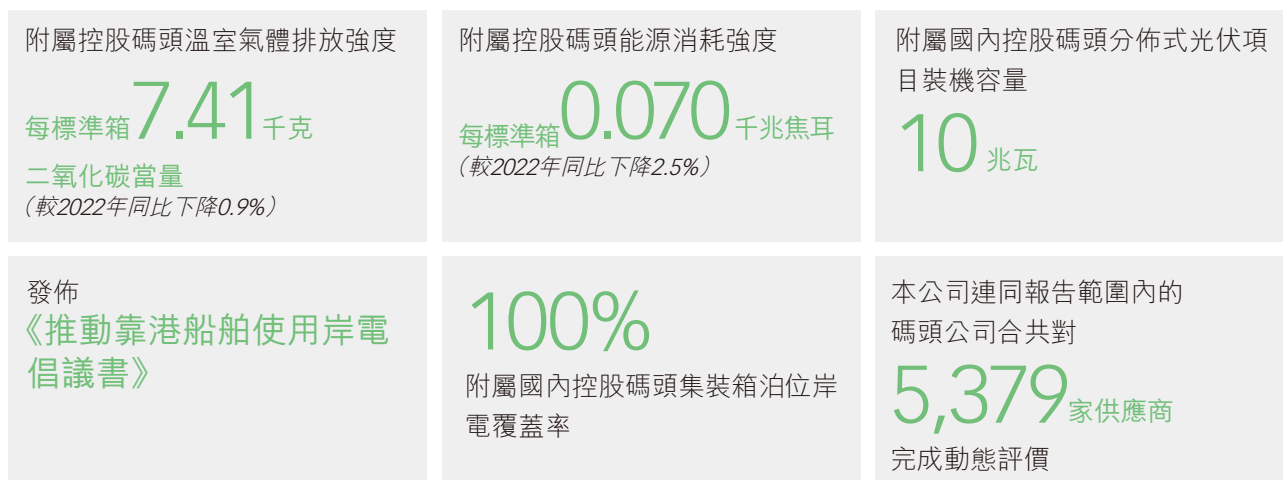 附屬控股碼頭溫室氣體排放強度
每標準箱7.41千克
二氧化碳當量
（較2022年同比下降0.9%）
附屬控股碼頭能源消耗強度
每標準箱0.070千兆焦耳
（較2022年同比下降2.5%）
附屬國內控股碼頭分佈式光伏項
目裝機容量
10兆瓦
發佈
《推動靠港船舶使用岸電
倡議書》
100%
附屬國內控股碼頭集裝箱泊位岸
電覆蓋率
本公司連同報告範圍內的
碼頭公司合共對
5,379家供應商
完成動態評價